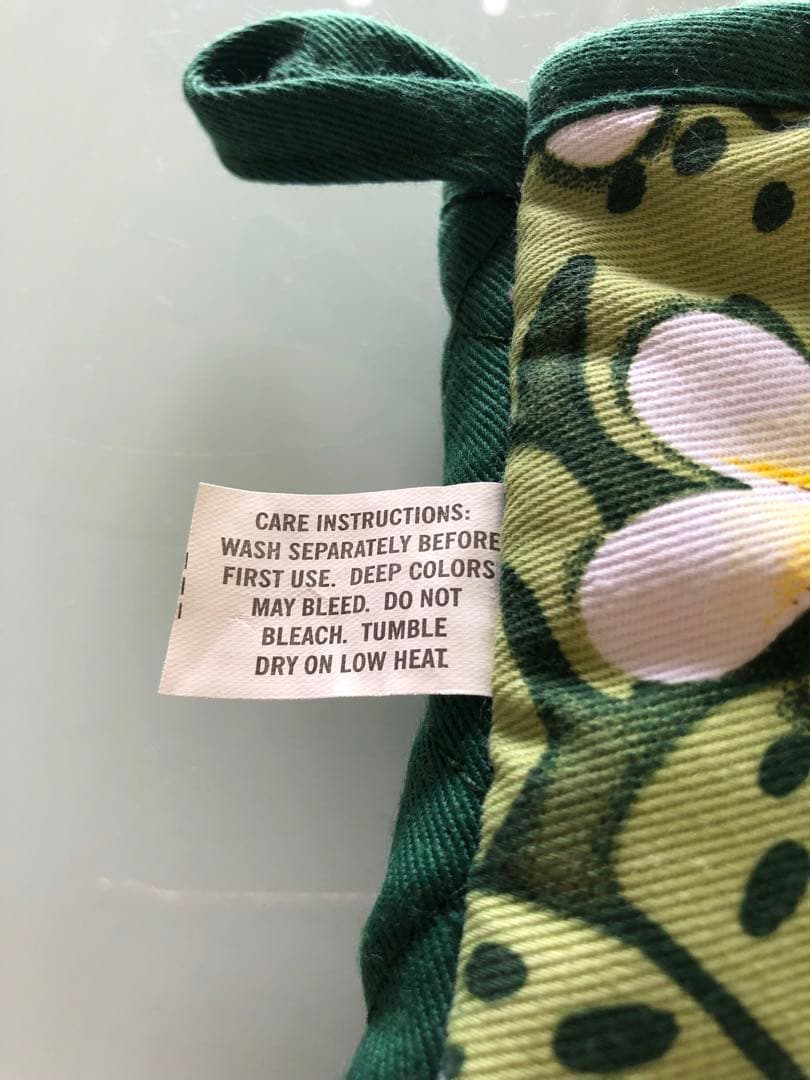 CARE INSTRUCTIONS:
WASH SEPARATELY BEFORE
FIRST USE. DEEP COLORS
MAY BLEED. DO NOT
BLEACH. TUMBLE
DRY ON LOW HEAT.